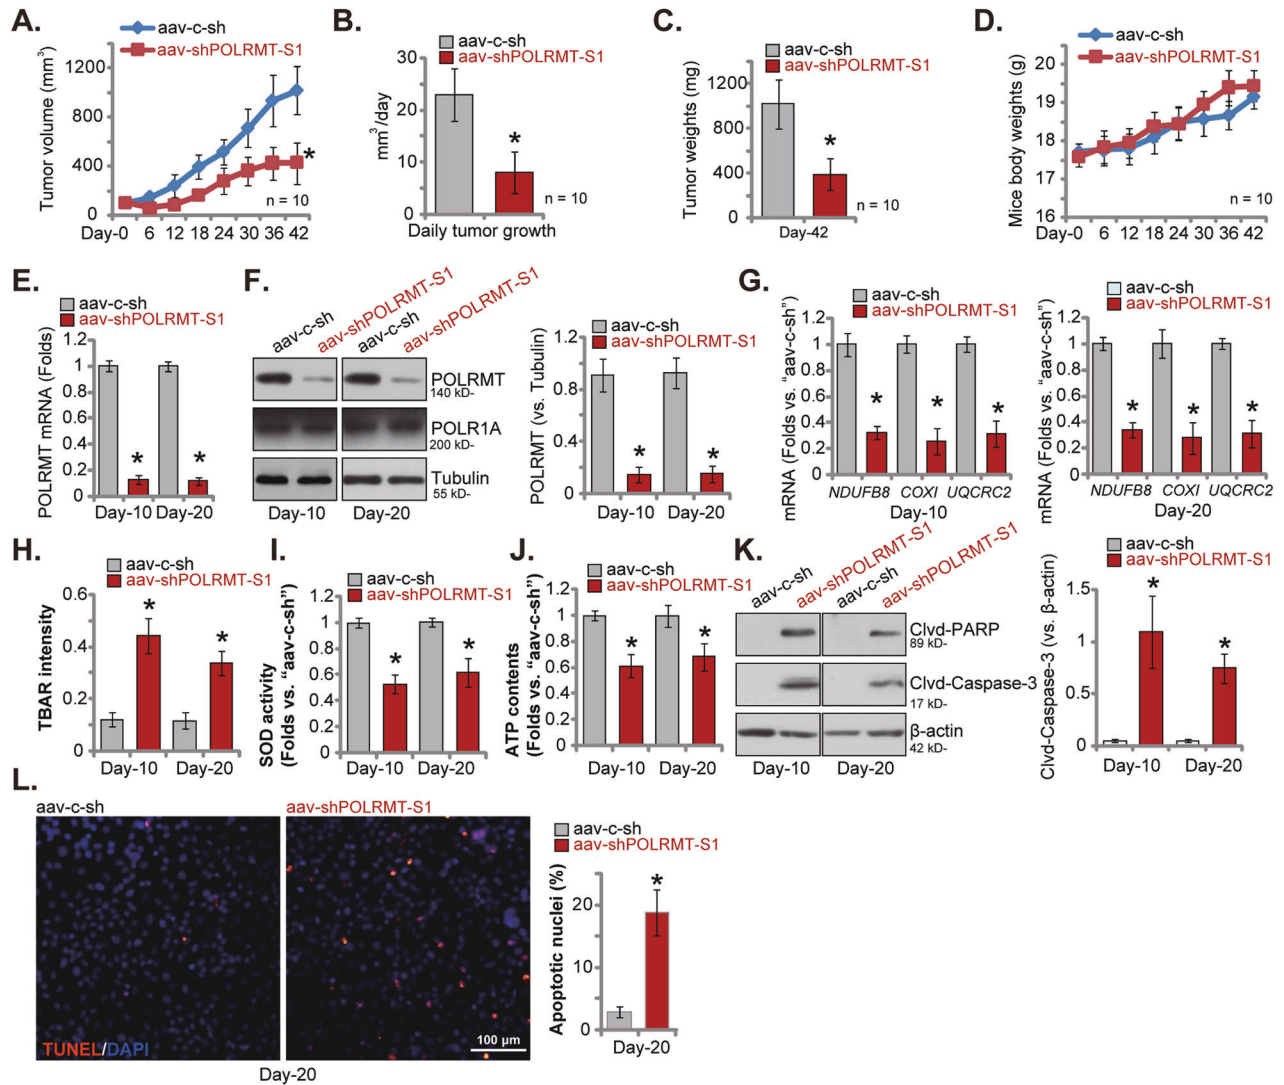 A.
aav-c-sh
aav-shPOLRMT-S1
Tumor volume (mm³)
1200
800
400
0
*
n = 10
Day-0 6 12 18 24 30 36 42
B.
aav-c-sh
aav-shPOLRMT-S1
mm³/day
30
20
10
0
*
n = 10
Daily tumor growth
C.
aav-c-sh
aav-shPOLRMT-S1
Tumor weights (mg)
1200
800
400
0
*
n = 10
Day-42
D.
aav-c-sh
aav-shPOLRMT-S1
Mice body weights (g)
20
19
18
17
16
n = 10
Day-0 6 12 18 24 30 36 42
E.
aav-c-sh
aav-shPOLRMT-S1
POLRMT mRNA (Folds)
1.2
1
0.8
0.6
0.4
0.2
0
* *
Day-10 Day-20
F.
aav-c-sh aav-shPOLRMT-S1 aav-c-sh aav-shPOLRMT-S1
POLRMT
140 kD-
POLR1A
200 kD-
Tubulin
55 kD-
Day-10 Day-20
aav-c-sh
aav-shPOLRMT-S1
POLRMT (vs. Tubulin)
1.2
0.8
0.4
0
* *
Day-10 Day-20
G.
aav-c-sh
aav-shPOLRMT-S1
mRNA (Folds vs. “aav-c-sh”)
1.2
1
0.8
0.6
0.4
0.2
0
* * *
NDUFB8 COXI UQCRC2
Day-10
aav-c-sh
aav-shPOLRMT-S1
mRNA (Folds vs. “aav-c-sh”)
1.2
1
0.8
0.6
0.4
0.2
0
* * *
NDUFB8 COXI UQCRC2
Day-20
H.
aav-c-sh
aav-shPOLRMT-S1
TBAR intensity
0.6
0.4
0.2
0
* *
Day-10 Day-20
I.
aav-c-sh
aav-shPOLRMT-S1
SOD activity
(Folds vs. “aav-c-sh”)
1.2
1
0.8
0.6
0.4
0.2
0
* *
Day-10 Day-20
J.
aav-c-sh
aav-shPOLRMT-S1
ATP contents
(Folds vs. “aav-c-sh”)
1.2
1
0.8
0.6
0.4
0.2
0
* *
Day-10 Day-20
K.
aav-c-sh aav-shPOLRMT-S1 aav-c-sh aav-shPOLRMT-S1
Clvd-PARP
89 kD-
Clvd-Caspase-3
17 kD-
β-actin
42 kD-
Day-10 Day-20
aav-c-sh
aav-shPOLRMT-S1
Clvd-Caspase-3 (vs. β-actin)
1.5
1
0.5
0
* *
Day-10 Day-20
L.
aav-c-sh aav-shPOLRMT-S1
TUNEL/DAPI
100 µm
Day-20
aav-c-sh
aav-shPOLRMT-S1
Apoptotic nuclei (%)
20
10
0
*
Day-20